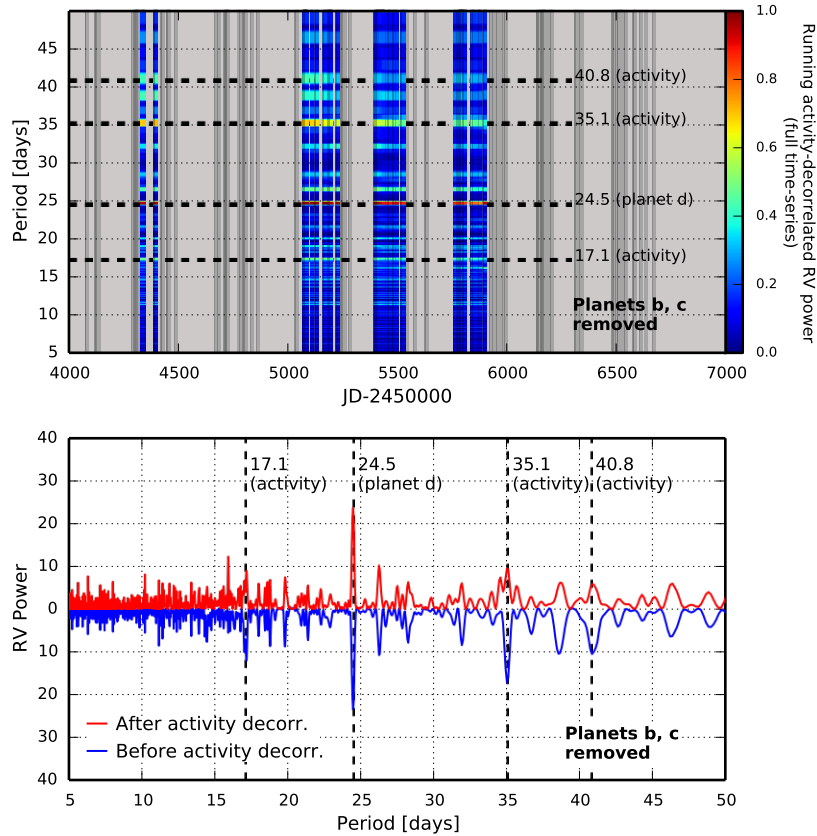 45
40
35
30
25
20
15
10
5
Period [days]
40.8 (activity)
35.1 (activity)
24.5 (planet d)
17.1 (activity)
Planets b, c
removed
4000 4500 5000 5500 6000 6500 7000
JD-2450000
1.0
0.8
0.6
0.4
0.2
0.0
Running activity-decorrelated RV power
(full time-series)
40
30
20
10
0
10
20
30
40
RV Power
17.1
(activity)
24.5
(planet d)
35.1
(activity)
40.8
(activity)
After activity decorr.
Before activity decorr.
Planets b, c
removed
5 10 15 20 25 30 35 40 45 50
Period [days]